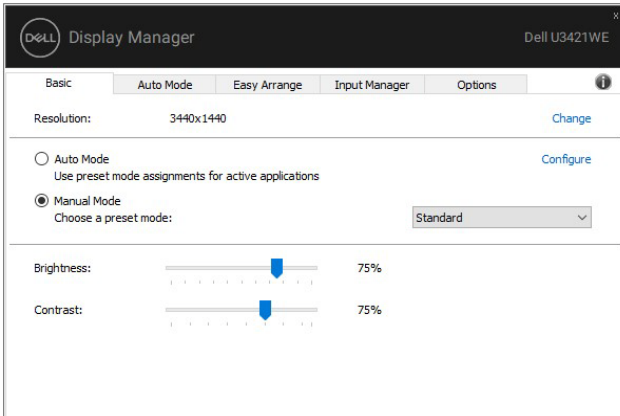 DELL Display Manager
x
Dell U3421WE
Basic Auto Mode Easy Arrange Input Manager Options i
Resolution: 3440x1440 Change
Auto Mode Configure
Use preset mode assignments for active applications
Manual Mode
Choose a preset mode: Standard
Brightness: 75%
Contrast: 75%